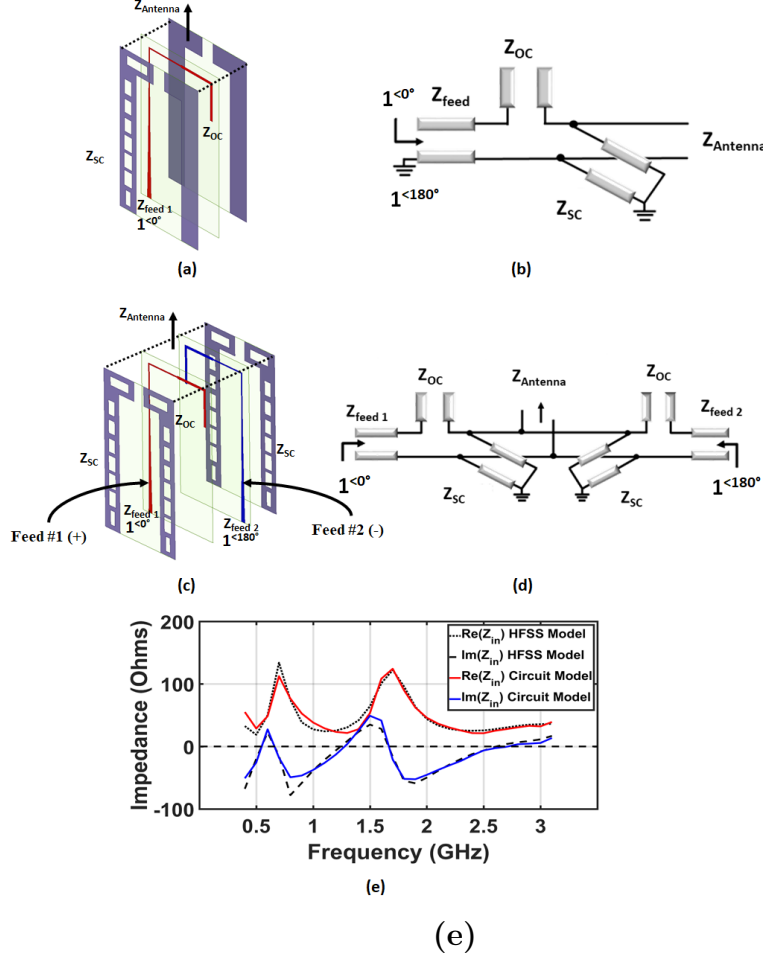 Z_Antenna
Z_OC
Z_SC
Z_feed 1
1^<0°
(a)
Z_OC
Z_feed
1^<0°
Z_Antenna
1^<180°
Z_SC
(b)
Z_Antenna
Z_OC
Z_SC
Z_SC
Z_feed 1
1^<0°
Z_feed 2
1^<180°
Feed #1 (+)
Feed #2 (-)
(c)
Z_OC
Z_Antenna
Z_OC
Z_feed 1
Z_feed 2
1^<0°
1^<180°
Z_SC
Z_SC
(d)
200
100
0
-100
Impedance (Ohms)
Re(Z_in) HFSS Model
Im(Z_in) HFSS Model
Re(Z_in) Circuit Model
Im(Z_in) Circuit Model
0.5 1 1.5 2 2.5 3
Frequency (GHz)
(e)
(e)